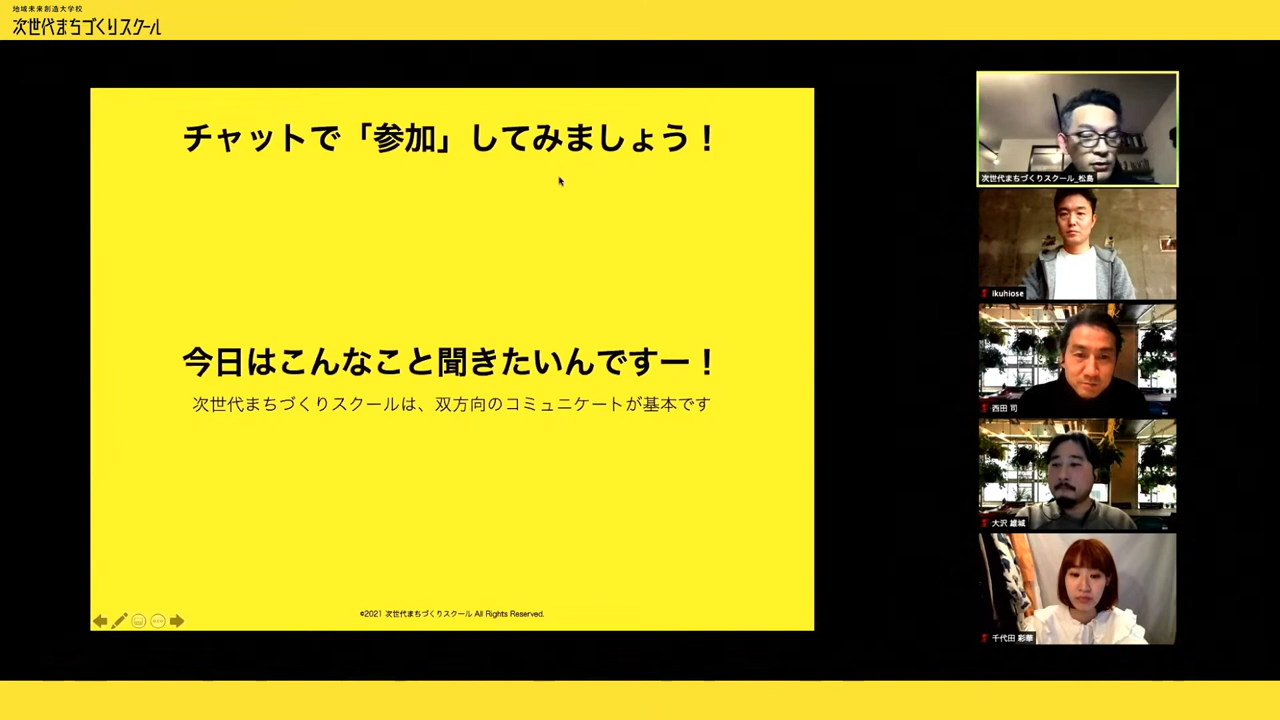 地域未来創造大学校
次世代まちづくりスクール
チャットで「参加」してみましょう！
今日はこんなこと聞きたいんですー！
次世代まちづくりスクールは、双方向のコミュニケートが基本です
©2021 次世代まちづくりスクール All Rights Reserved.
次世代まちづくりスクール_松島
ikuhiose
西田 司
大沢 雄城
千代田 彩華